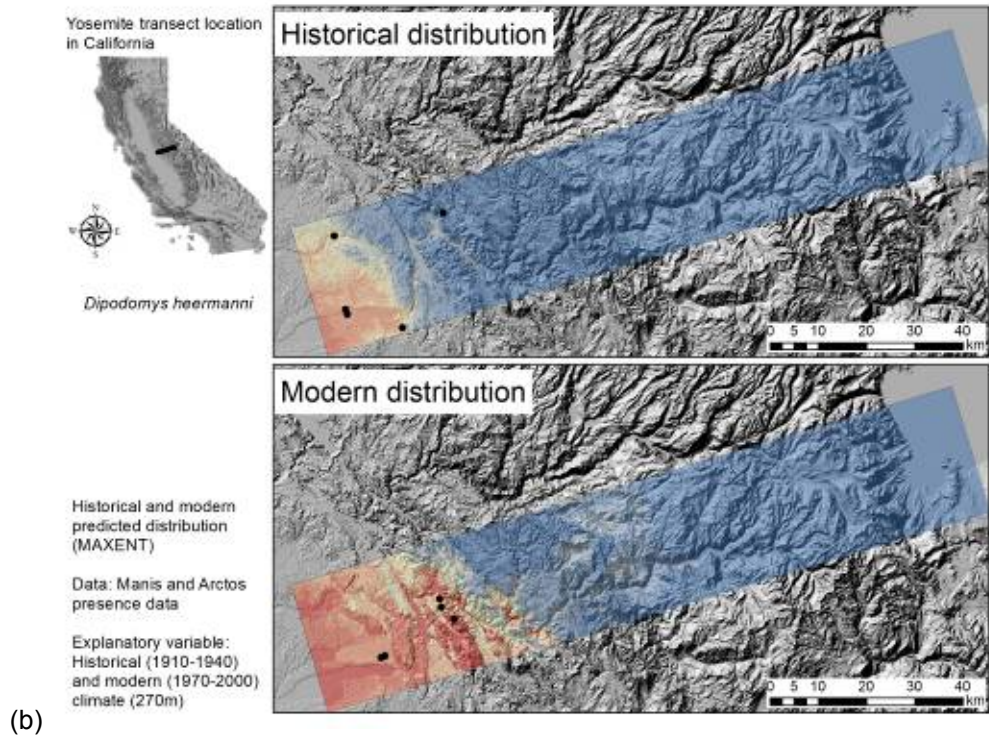 Yosemite transect location
in California
N
W E
S
Dipodomys heermanni
Historical distribution
0 5 10 20 30 40
km
Modern distribution
Historical and modern
predicted distribution
(MAXENT)
Data: Manis and Arctos
presence data
Explanatory variable:
Historical (1910-1940)
and modern (1970-2000)
climate (270m)
0 5 10 20 30 40
km
(b)